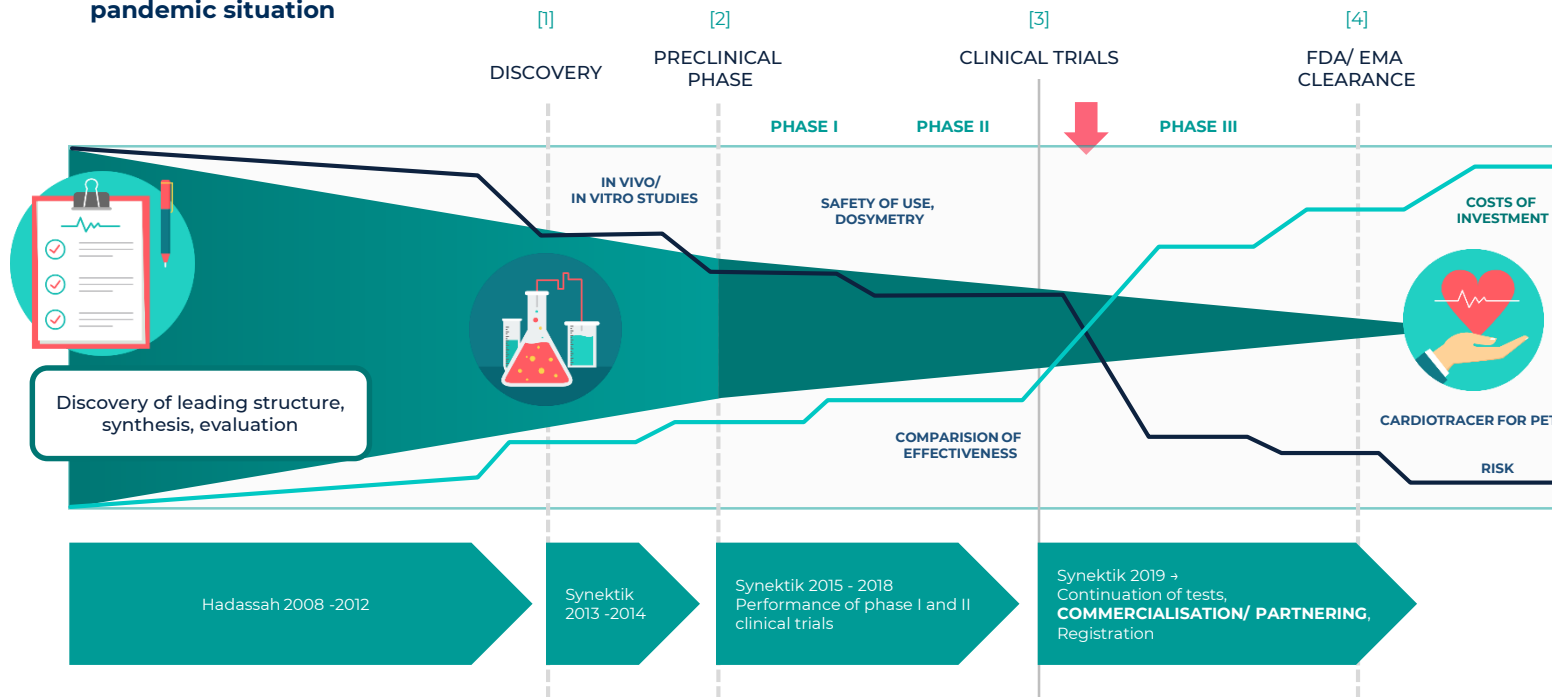 pandemic situation
[1]
[2]
[3]
[4]
DISCOVERY
PRECLINICAL
PHASE
CLINICAL TRIALS
FDA/ EMA
CLEARANCE
PHASE I
PHASE II
PHASE III
IN VIVO/
IN VITRO STUDIES
SAFETY OF USE,
DOSYMETRY
COSTS OF
INVESTMENT
Discovery of leading structure,
synthesis, evaluation
COMPARISION OF
EFFECTIVENESS
CARDIOTRACER FOR PET
RISK
Hadassah 2008 -2012
Synektik
2013 -2014
Synektik 2015 - 2018
Performance of phase I and II
clinical trials
Synektik 2019 →
Continuation of tests,
COMMERCIALISATION/ PARTNERING,
Registration